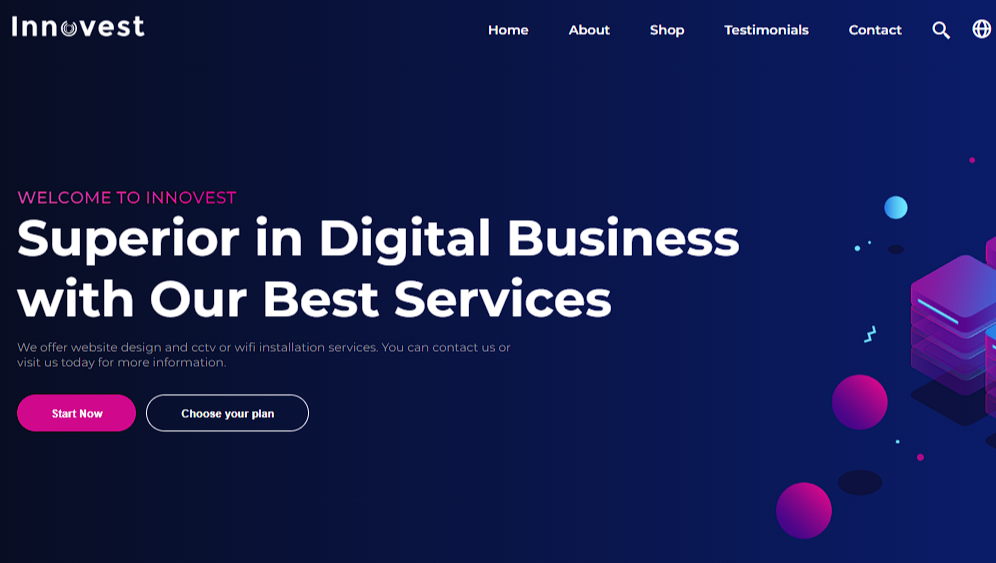 Innovest
Home About Shop Testimonials Contact
WELCOME TO INNOVEST
Superior in Digital Business
with Our Best Services
We offer website design and cctv or wifi installation services. You can contact us or
visit us today for more information.
Start Now Choose your plan